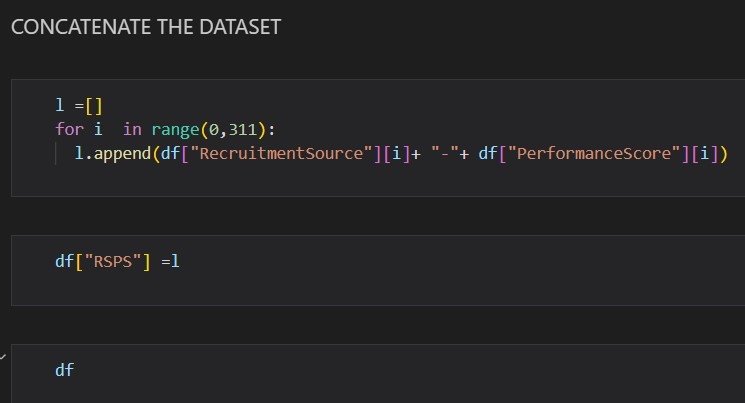 CONCATENATE THE DATASET
l =[]
for i  in range(0,311):
  l.append(df["RecruitmentSource"][i]+ "-"+ df["PerformanceScore"][i])
df["RSPS"] =l
df